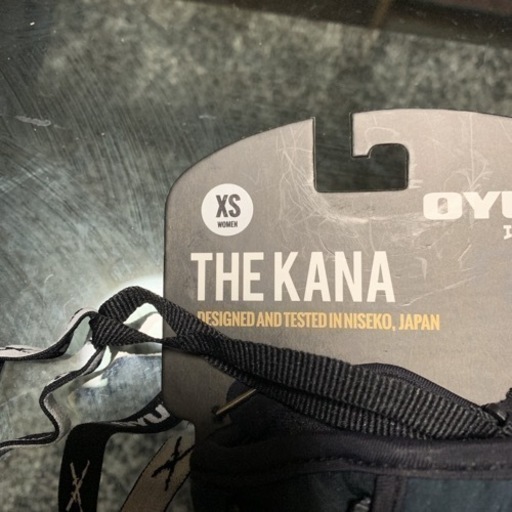 XS
WOMEN
OYU
THE KANA
DESIGNED AND TESTED IN NISEKO, JAPAN